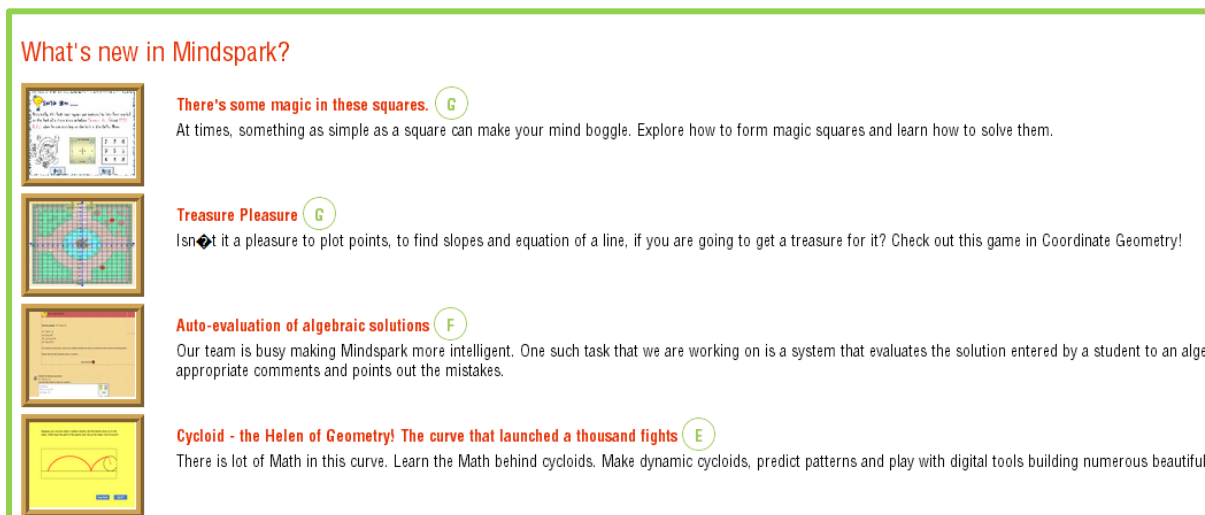 What's new in Mindspark?
There's some magic in these squares. G
At times, something as simple as a square can make your mind boggle. Explore how to form magic squares and learn how to solve them.
Treasure Pleasure G
Isn�t it a pleasure to plot points, to find slopes and equation of a line, if you are going to get a treasure for it? Check out this game in Coordinate Geometry!
Auto-evaluation of algebraic solutions F
Our team is busy making Mindspark more intelligent. One such task that we are working on is a system that evaluates the solution entered by a student to an alge
appropriate comments and points out the mistakes.
Cycloid - the Helen of Geometry! The curve that launched a thousand fights E
There is lot of Math in this curve. Learn the Math behind cycloids. Make dynamic cycloids, predict patterns and play with digital tools building numerous beautiful